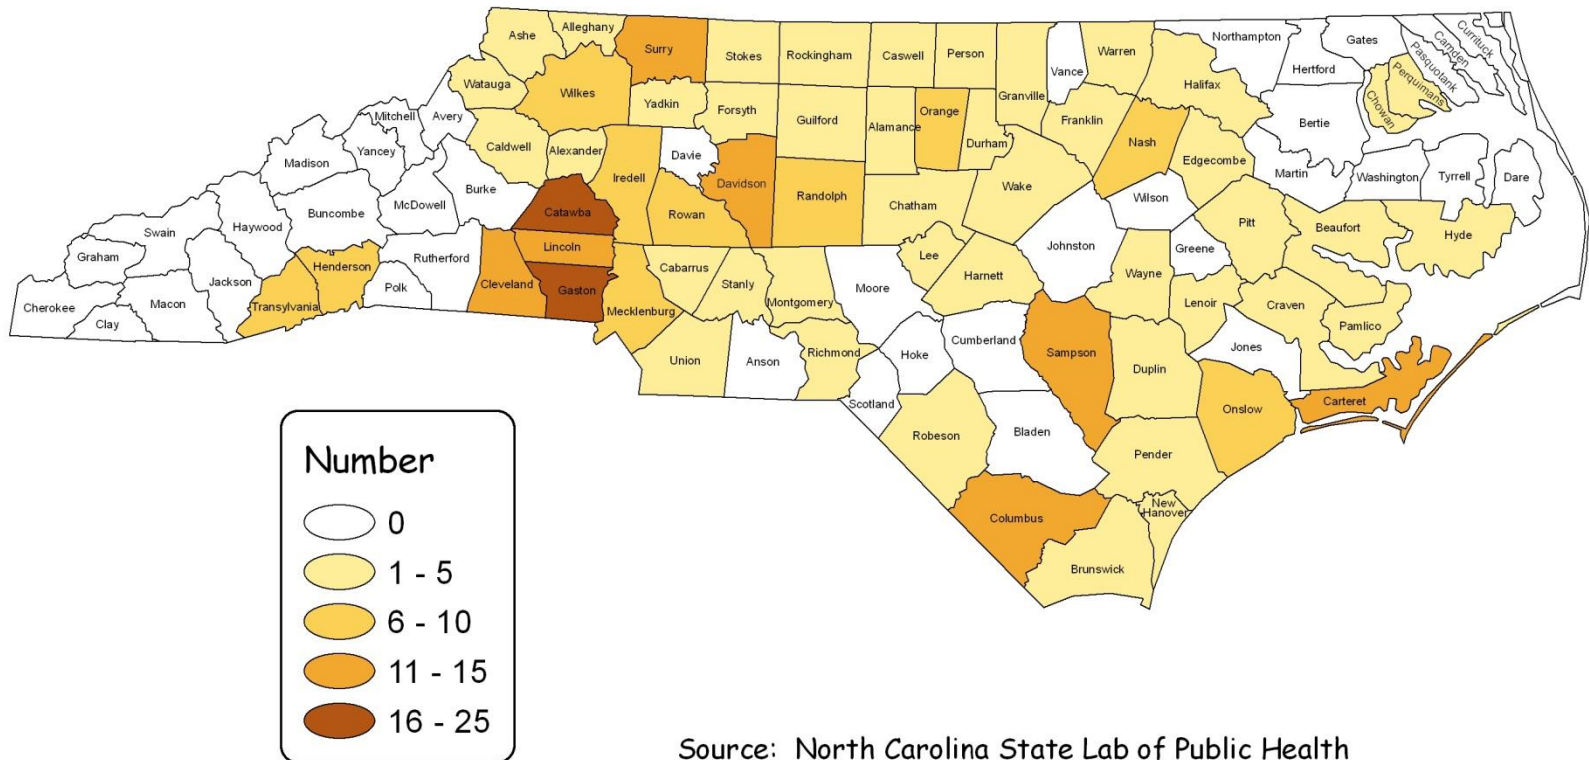 Ashe
Alleghany
Surry
Stokes
Rockingham
Caswell
Person
Granville
Vance
Warren
Northampton
Gates
Currituck
Camden
Pasquotank
Perquimans
Chowan
Hertford
Halifax
Watauga
Wilkes
Yadkin
Forsyth
Guilford
Alamance
Orange
Durham
Franklin
Nash
Edgecombe
Bertie
Mitchell
Avery
Caldwell
Alexander
Iredell
Davie
Davidson
Randolph
Chatham
Wake
Wilson
Martin
Washington
Tyrrell
Dare
Madison
Yancey
Burke
McDowell
Buncombe
Catawba
Rowan
Haywood
Swain
Graham
Jackson
Cherokee
Macon
Clay
Henderson
Transylvania
Rutherford
Polk
Cleveland
Lincoln
Gaston
Mecklenburg
Cabarrus
Stanly
Montgomery
Moore
Lee
Harnett
Johnston
Wayne
Greene
Pitt
Beaufort
Hyde
Lenoir
Craven
Pamlico
Jones
Union
Anson
Richmond
Hoke
Cumberland
Sampson
Duplin
Onslow
Carteret
Scotland
Robeson
Bladen
Pender
New
Hanover
Columbus
Brunswick
Number
0
1 - 5
6 - 10
11 - 15
16 - 25
Source: North Carolina State Lab of Public Health